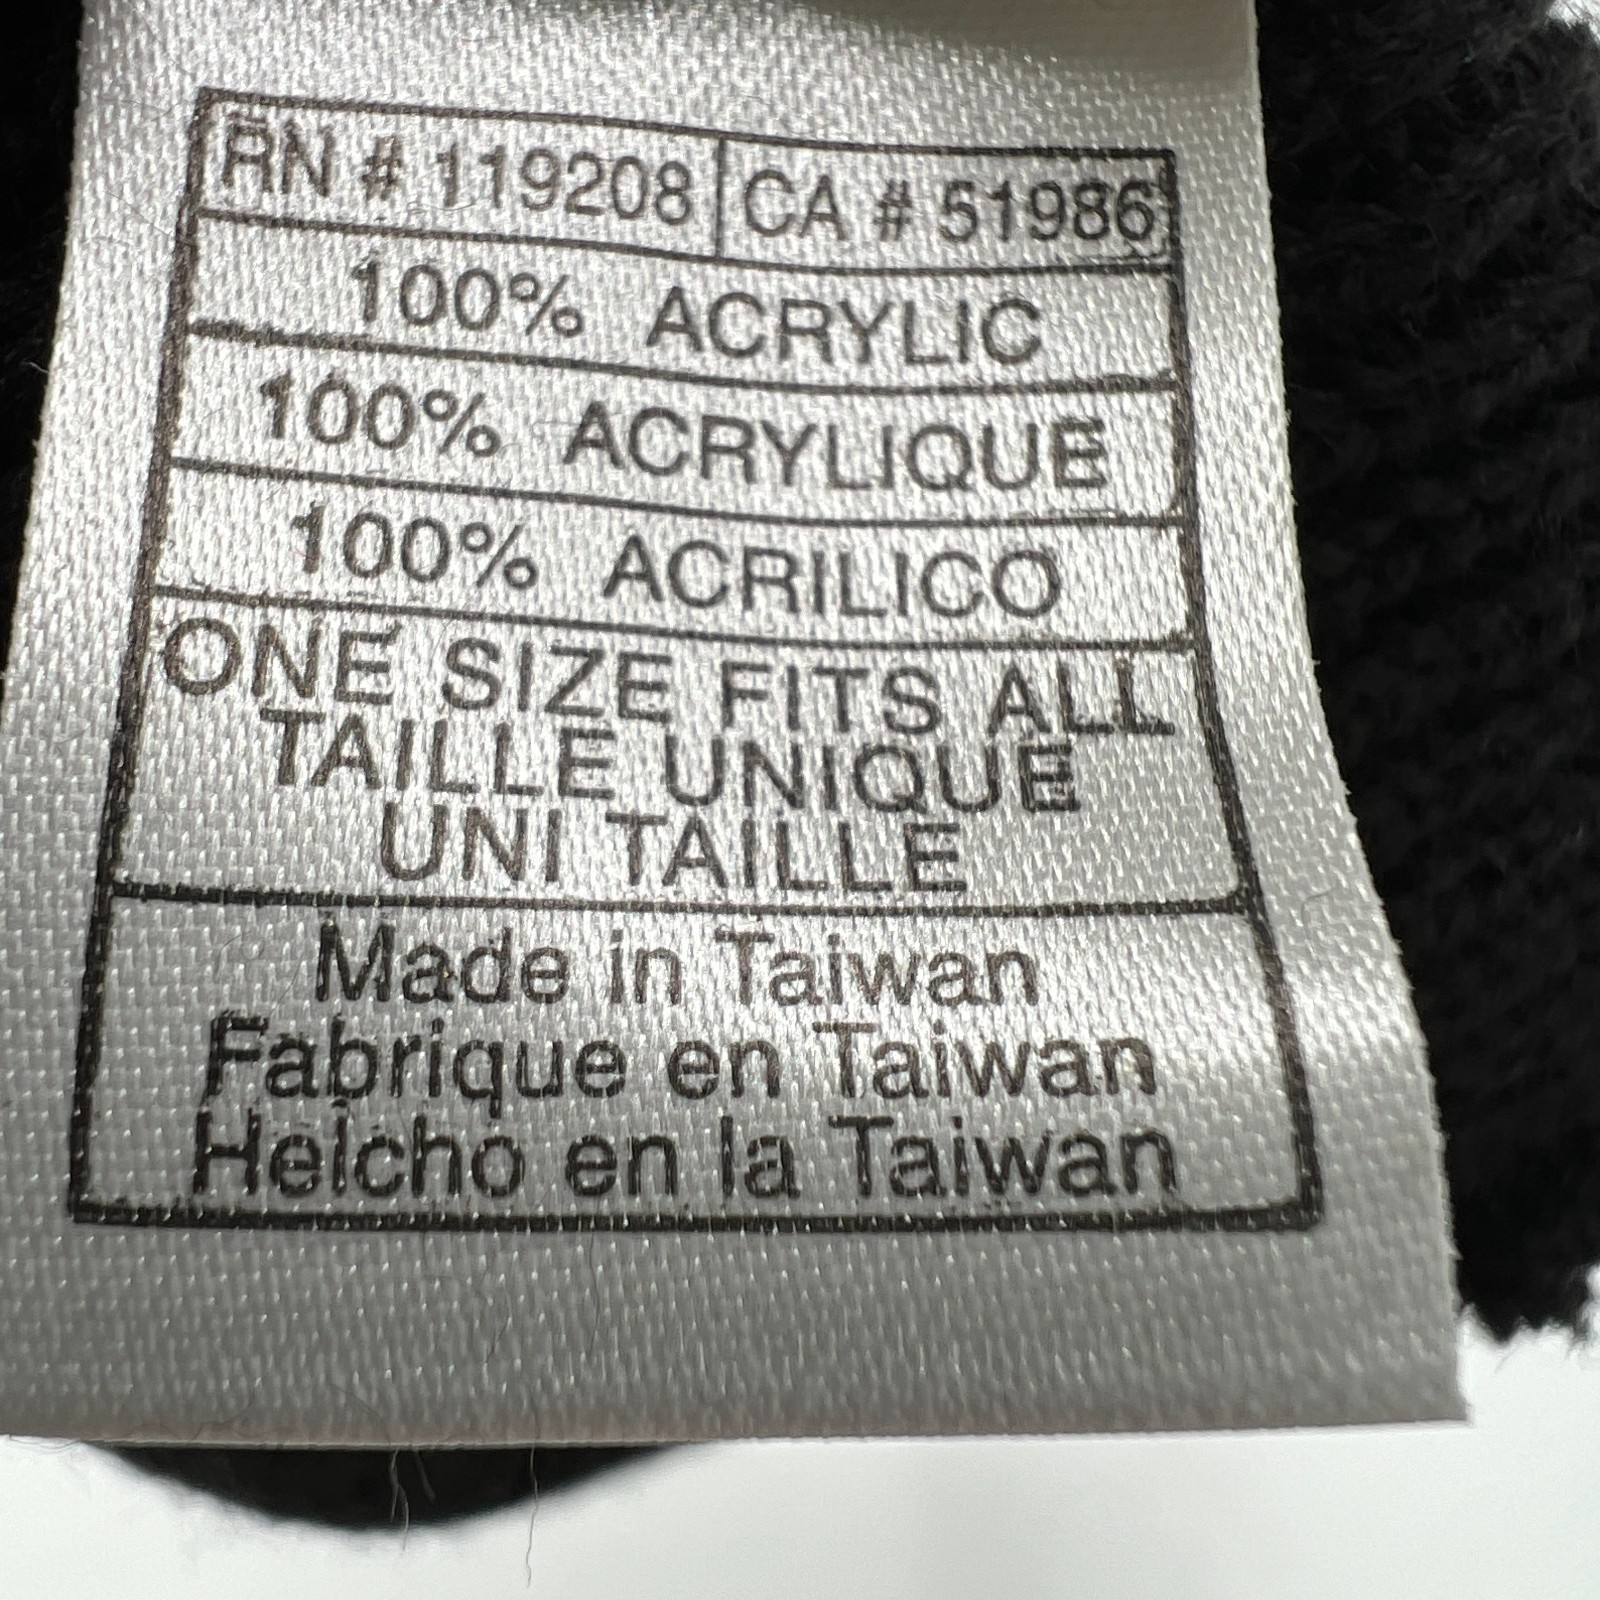 RN # 119208 CA # 51986
100% ACRYLIC
100% ACRYLIQUE
100% ACRILICO
ONE SIZE FITS ALL
TAILLE UNIQUE
UNI TAILLE
Made in Taiwan
Fabrique en Taiwan
Helcho en la Taiwan